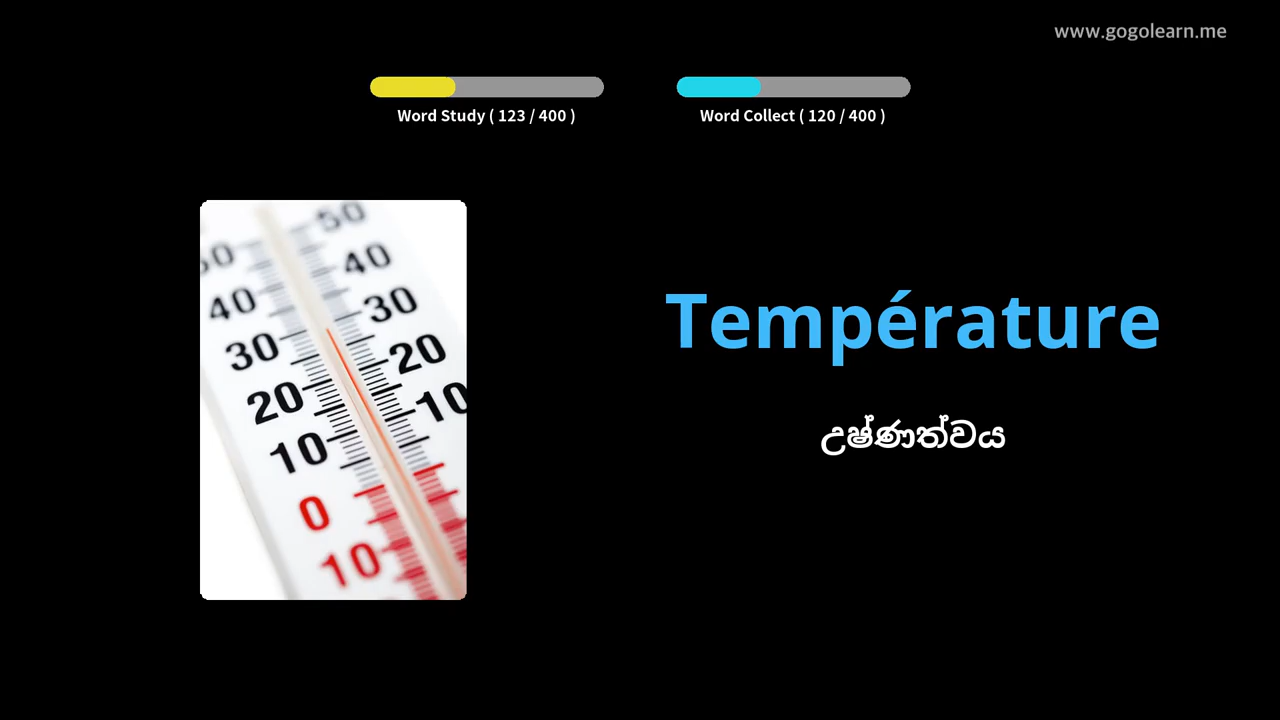 www.gogolearn.me
Word Study ( 123 / 400 )
Word Collect ( 120 / 400 )
50
50
40
40
30
30
20
20
10
10
0
10
Température
උෂ්ණත්වය